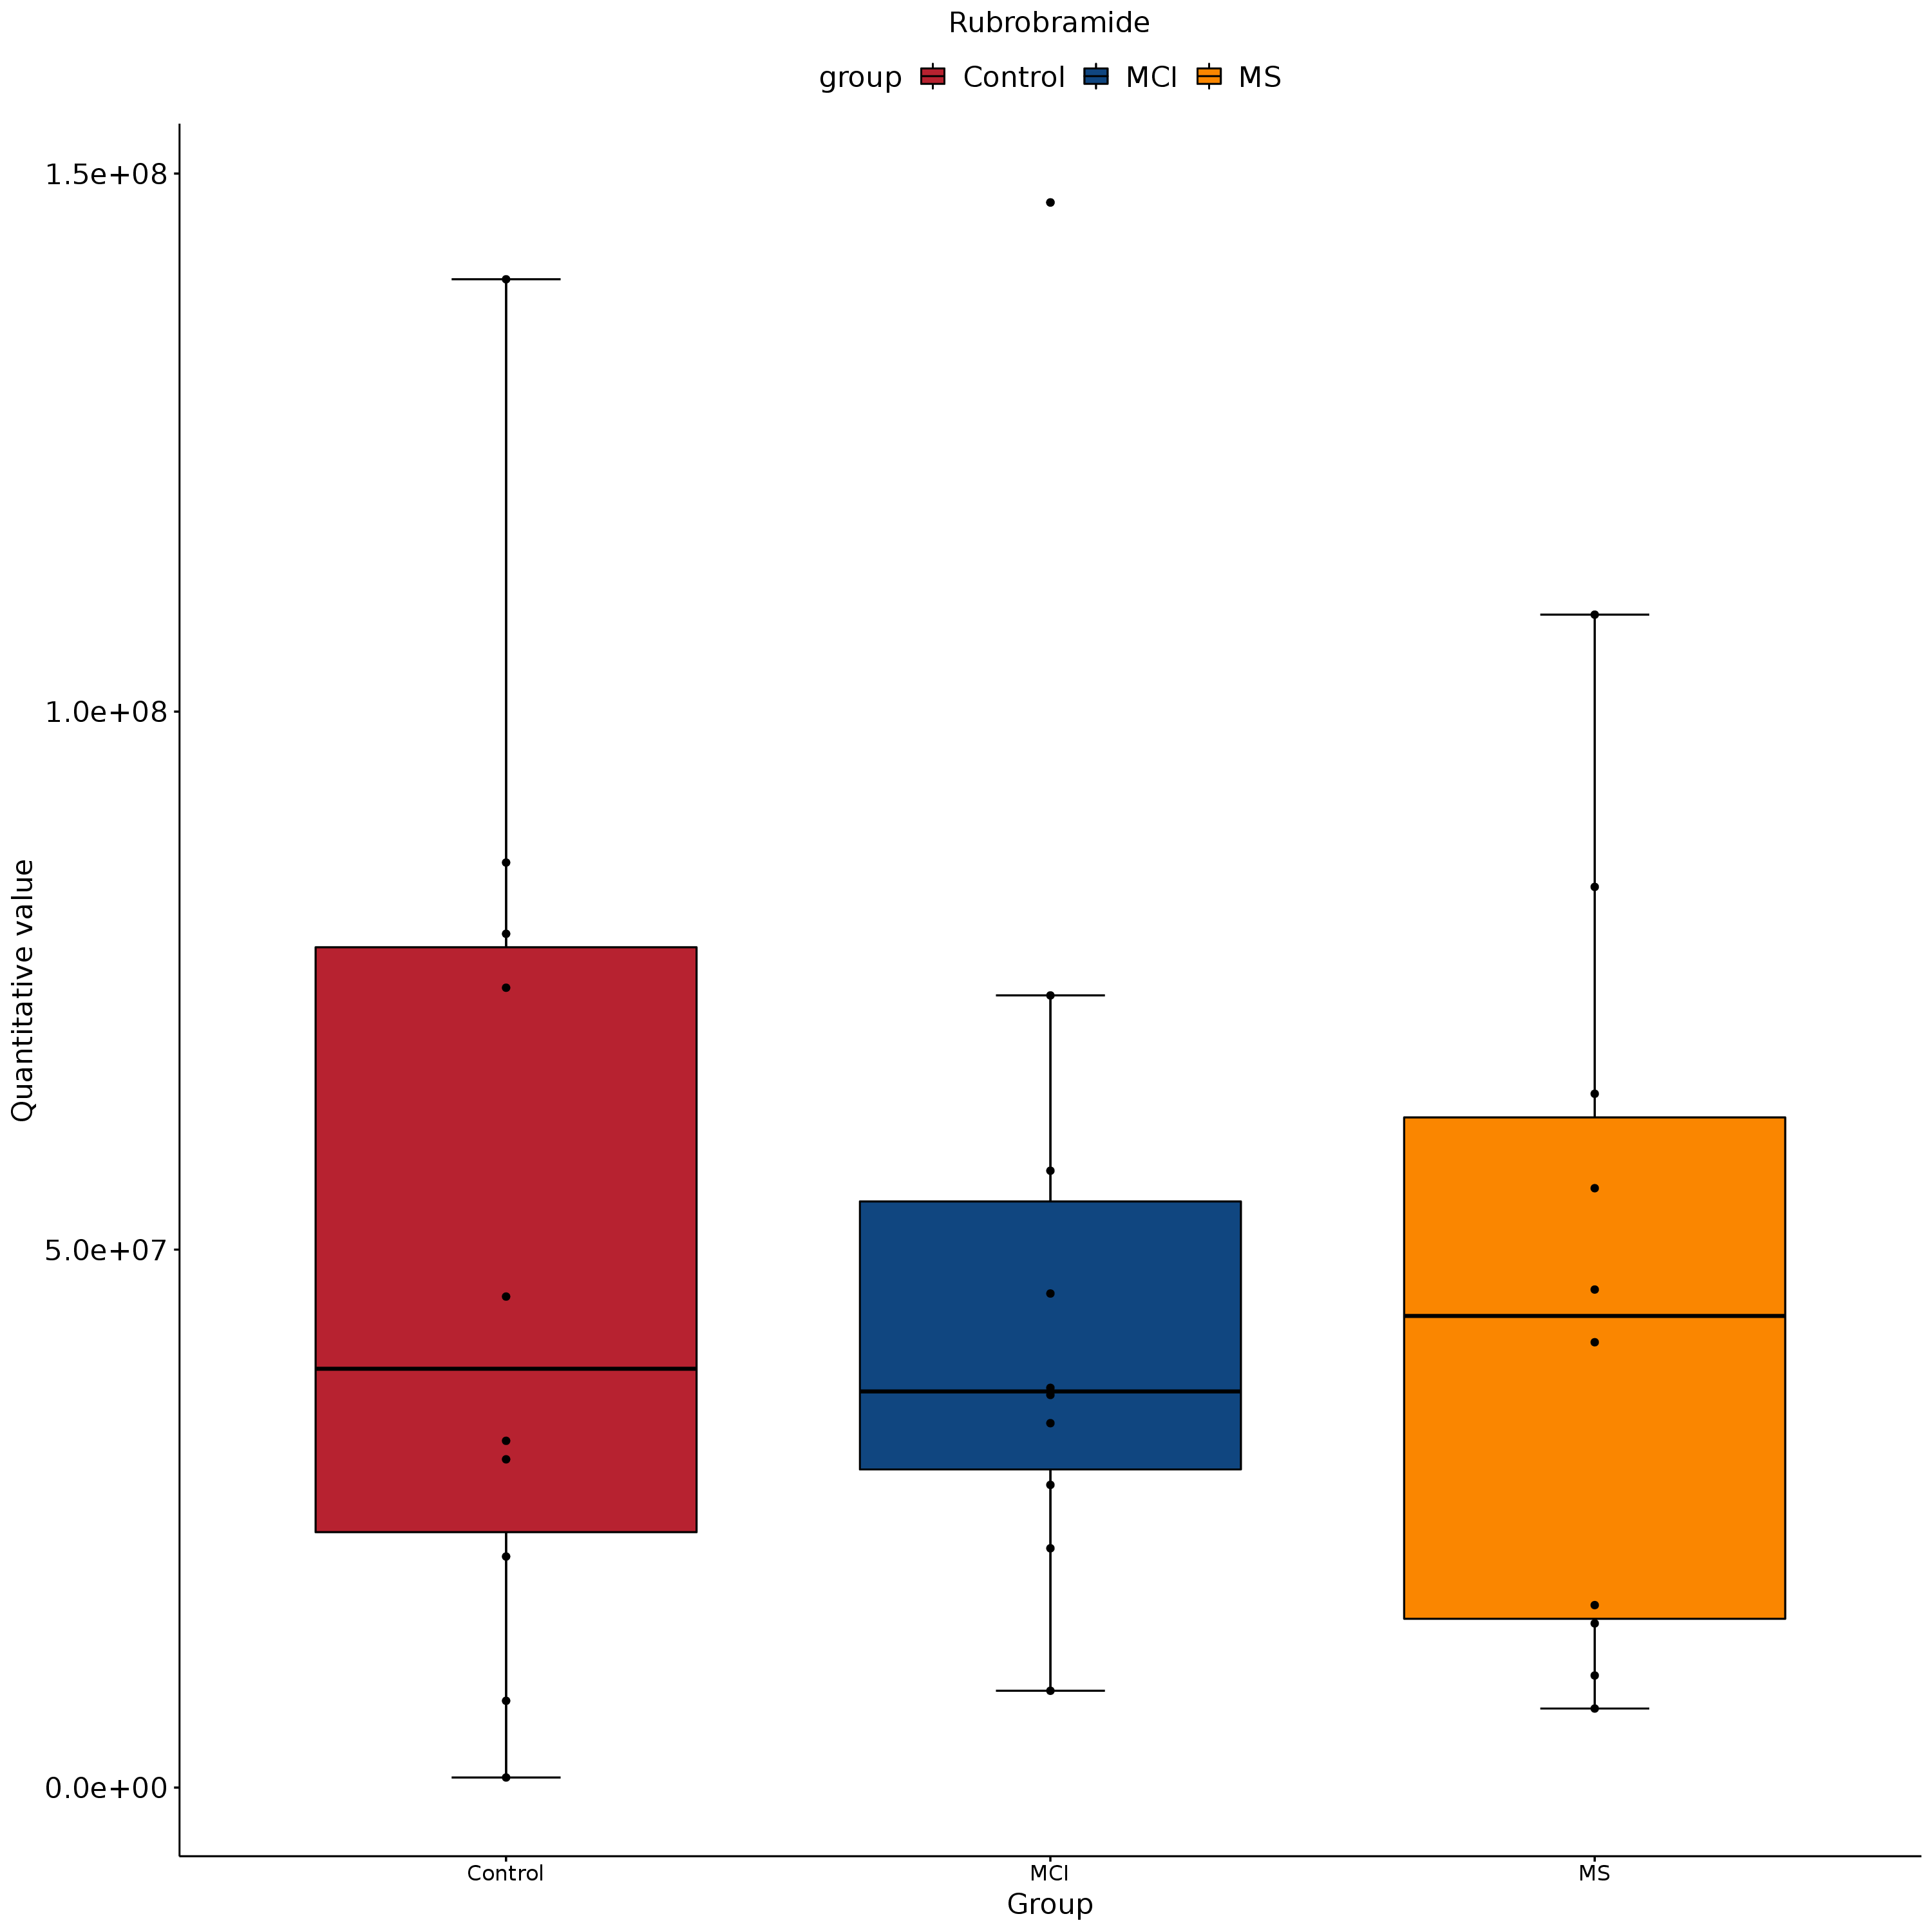 Rubrobramide
group Control MCI MS
1.5e+08
1.0e+08
5.0e+07
0.0e+00
Quantitative value
Control MCI MS
Group